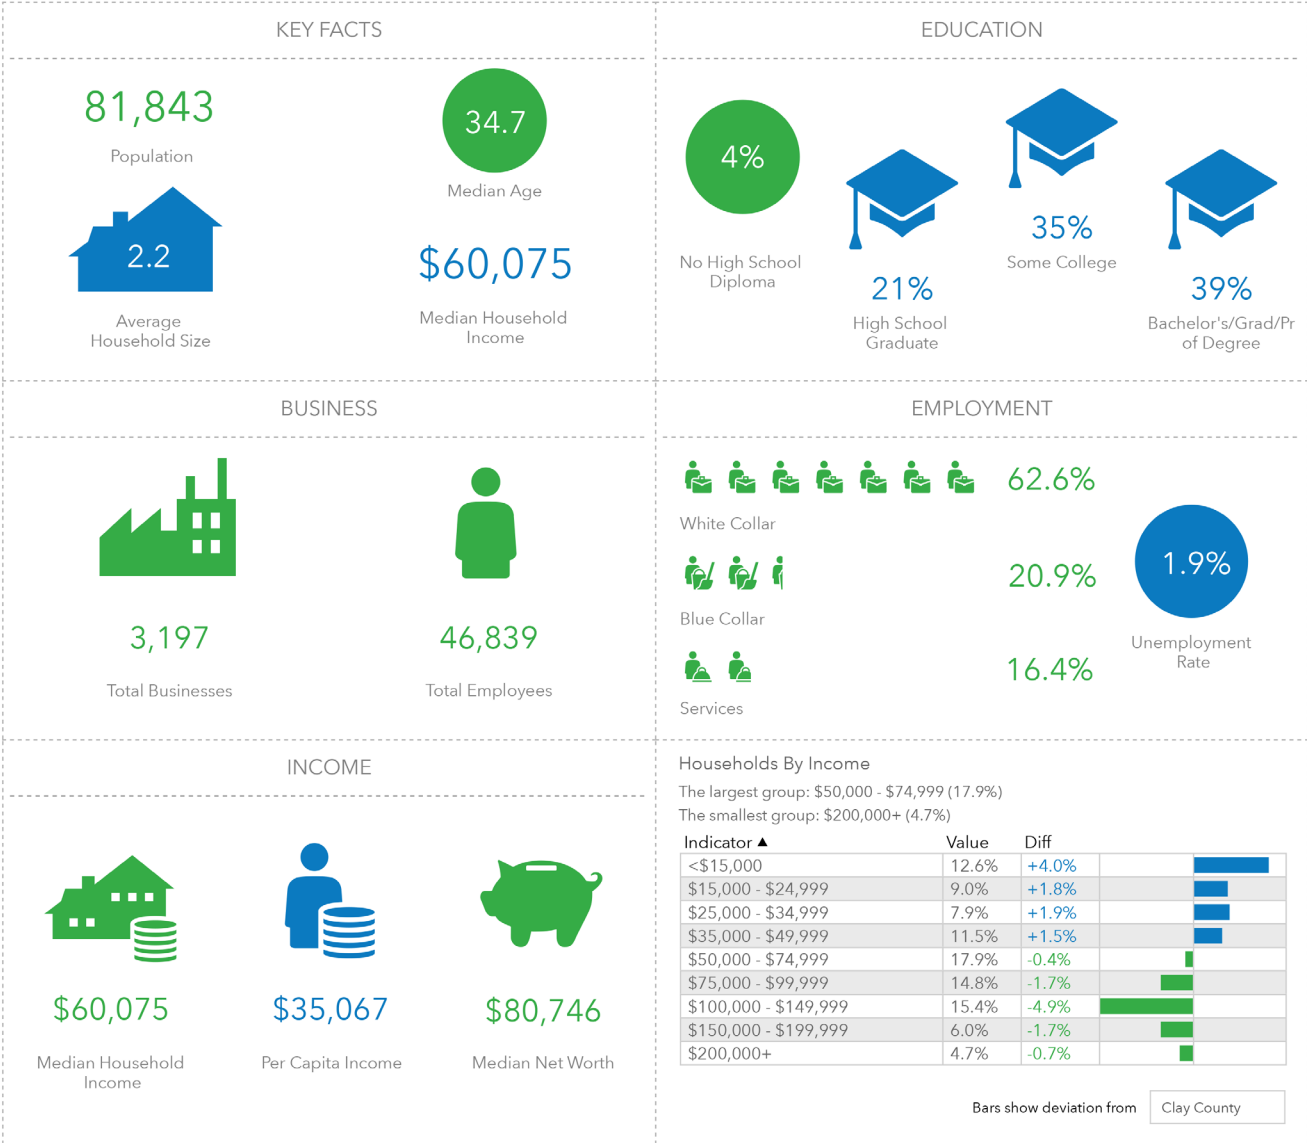 KEY FACTS
81,843
Population
34.7
Median Age
2.2
Average
Household Size
$60,075
Median Household
Income
EDUCATION
4%
No High School
Diploma
21%
High School
Graduate
35%
Some College
39%
Bachelor's/Grad/Pr
of Degree
BUSINESS
3,197
Total Businesses
46,839
Total Employees
EMPLOYMENT
62.6%
White Collar
20.9%
Blue Collar
16.4%
Services
1.9%
Unemployment
Rate
INCOME
$60,075
Median Household
Income
$35,067
Per Capita Income
$80,746
Median Net Worth
Households By Income
The largest group: $50,000 - $74,999 (17.9%)
The smallest group: $200,000+ (4.7%)
Indicator ▲ Value Diff
<$15,000 12.6% +4.0%
$15,000 - $24,999 9.0% +1.8%
$25,000 - $34,999 7.9% +1.9%
$35,000 - $49,999 11.5% +1.5%
$50,000 - $74,999 17.9% -0.4%
$75,000 - $99,999 14.8% -1.7%
$100,000 - $149,999 15.4% -4.9%
$150,000 - $199,999 6.0% -1.7%
$200,000+ 4.7% -0.7%
Bars show deviation from Clay County